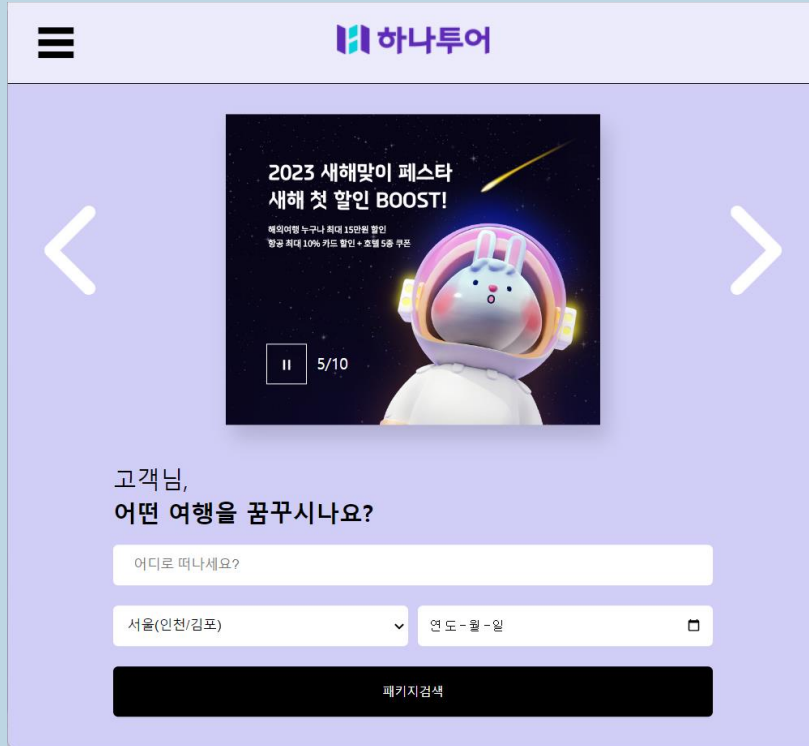 하나투어
2023 새해맞이 페스타
새해 첫 할인 BOOST!
해외여행 누구나 최대 15만원 할인
항공 최대 10% 카드 할인 + 호텔 5종 쿠폰
5/10
고객님,
어떤 여행을 꿈꾸시나요?
어디로 떠나세요?
서울(인천/김포)
연도-월-일
패키지검색